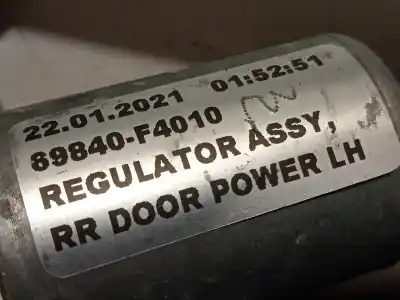 22.01.2021 01:52:51
89840-F4010
REGULATOR ASSY,
RR DOOR POWER LH